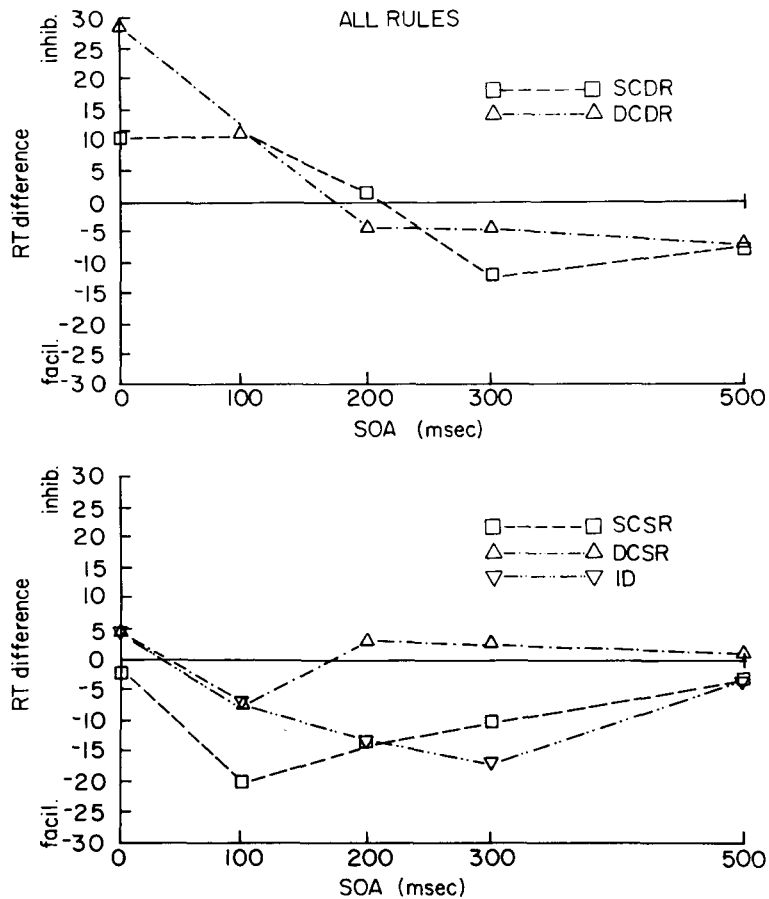 ALL RULES
inhib.
30
25
20
15
10
5
0
-5
-10
-15
-20
-25
-30
facil.
RT difference
SCDR
DCDR
0 100 200 300 500
SOA (msec)
inhib.
30
25
20
15
10
5
0
-5
-10
-15
-20
-25
-30
facil.
RT difference
SCSR
DCSR
ID
0 100 200 300 500
SOA (msec)